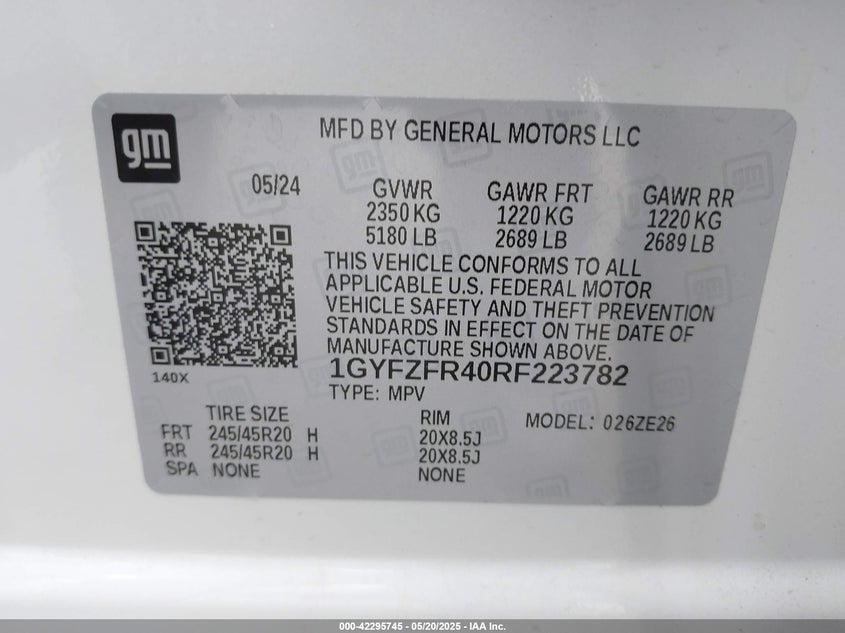 gm
MFD BY GENERAL MOTORS LLC
05/24
GVWR
2350 KG
5180 LB
GAWR FRT
1220 KG
2689 LB
GAWR RR
1220 KG
2689 LB
THIS VEHICLE CONFORMS TO ALL
APPLICABLE U.S. FEDERAL MOTOR
VEHICLE SAFETY AND THEFT PREVENTION
STANDARDS IN EFFECT ON THE DATE OF
MANUFACTURE SHOWN ABOVE.
1GYFZFR40RF223782
TYPE: MPV
140X
TIRE SIZE
RIM
MODEL: 026ZE26
FRT 245/45R20 H 20X8.5J
RR 245/45R20 H 20X8.5J
SPA NONE NONE
000-42295745 - 05/20/2025 - IAA Inc.